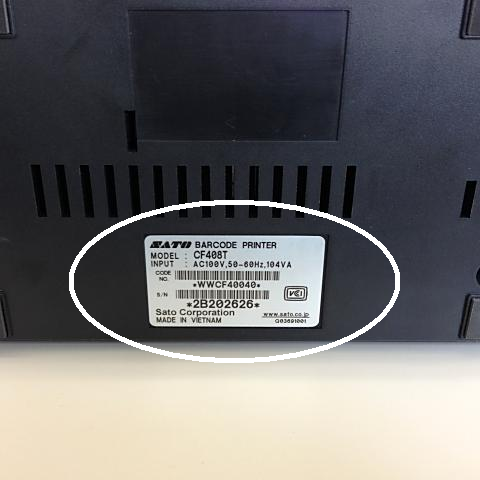 SATO BARCODE PRINTER
MODEL : CF408T
INPUT : AC100V,50-60Hz,104VA
CODE NO.
*WWCF40040*
S/N
*2B202626*
Sato Corporation www.sato.co.jp
MADE IN VIETNAM G03691001